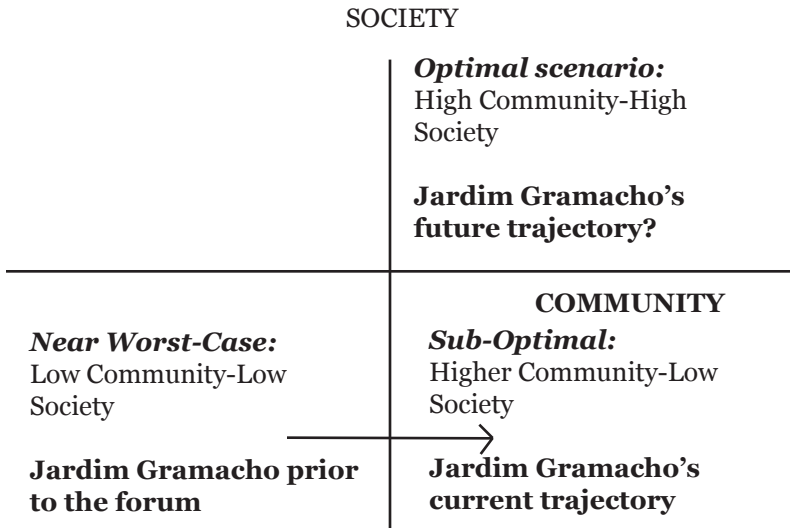 SOCIETY
Optimal scenario:
High Community-High
Society
Jardim Gramacho’s
future trajectory?
COMMUNITY
Near Worst-Case:
Low Community-Low
Society
Jardim Gramacho prior
to the forum
Sub-Optimal:
Higher Community-Low
Society
Jardim Gramacho’s
current trajectory